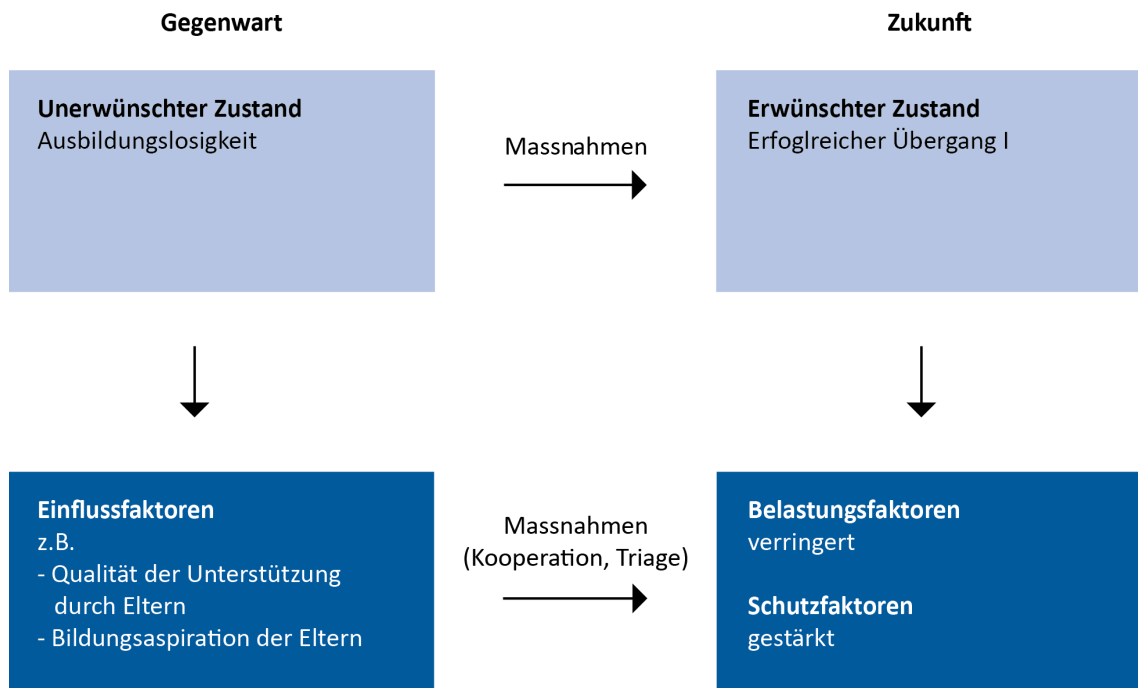 Gegenwart
Zukunft
Unerwünschter Zustand
Ausbildungslosigkeit
Massnahmen
Erwünschter Zustand
Erfoglreicher Übergang I
Einflussfaktoren
z.B.
- Qualität der Unterstützung
durch Eltern
- Bildungsaspiration der Eltern
Massnahmen
(Kooperation, Triage)
Belastungsfaktoren
verringert
Schutzfaktoren
gestärkt